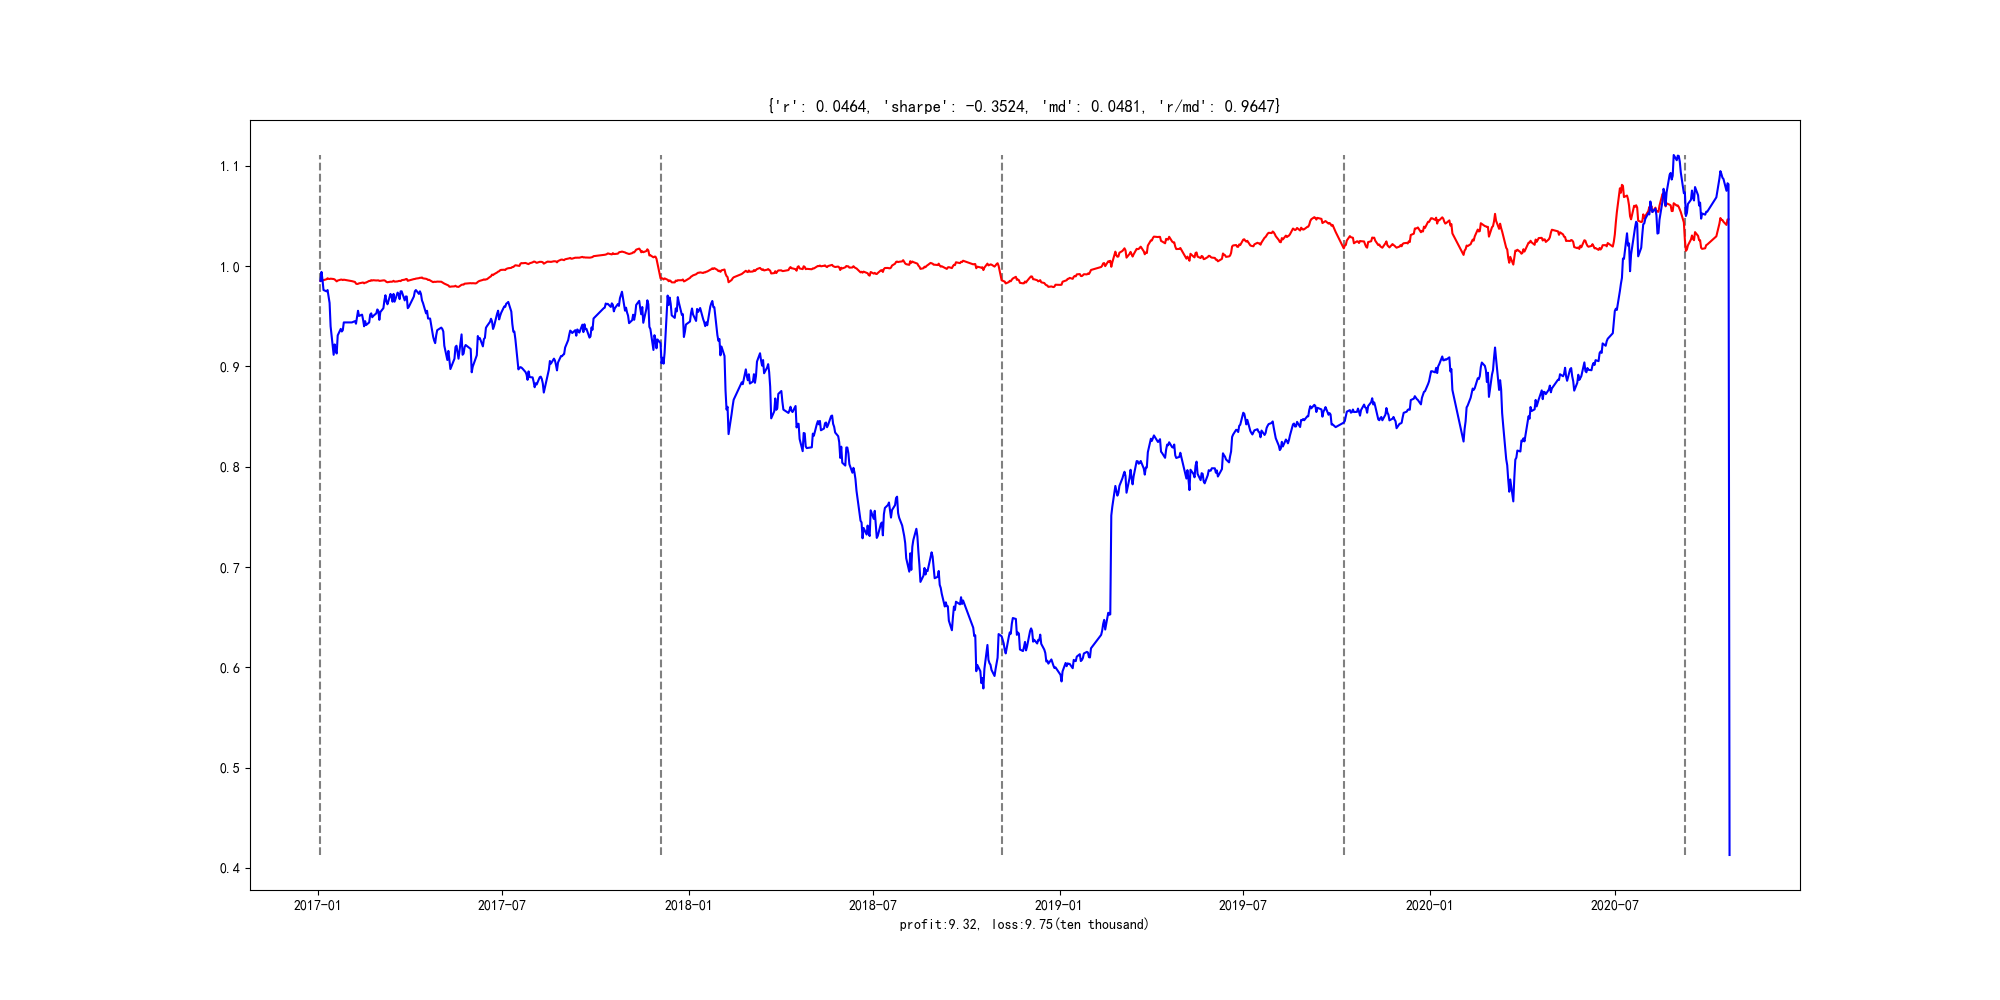 {'r': 0.0464, 'sharpe': -0.3524, 'md': 0.0481, 'r/md': 0.9647}
1.1
1.0
0.9
0.8
0.7
0.6
0.5
0.4
2017-01 2017-07 2018-01 2018-07 2019-01 2019-07 2020-01 2020-07
profit:9.32, loss:9.75(ten thousand)